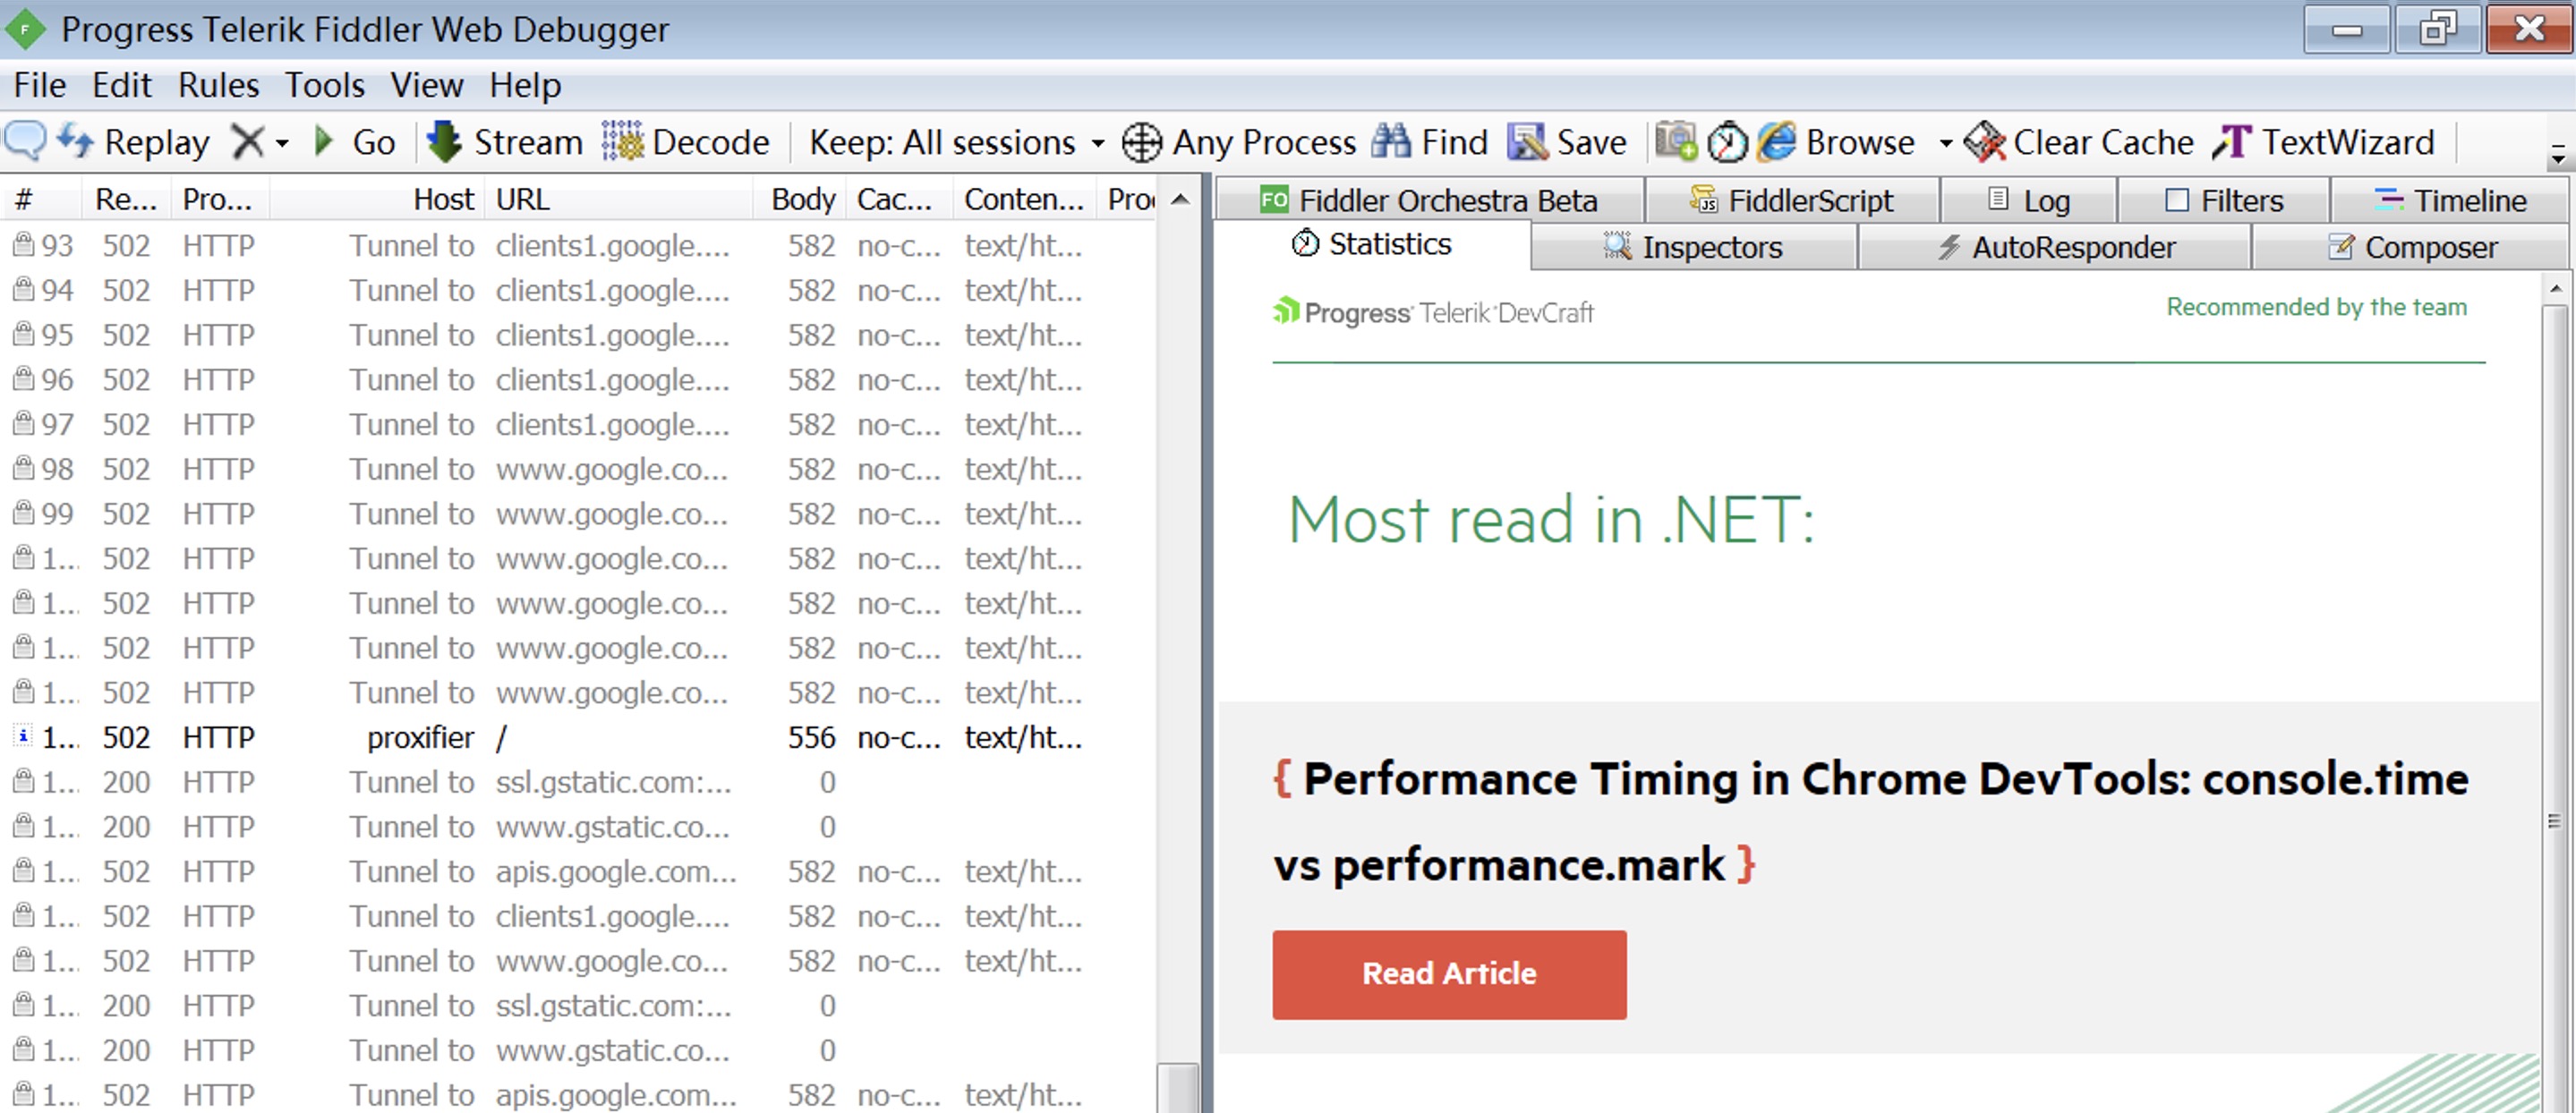 Progress Telerik Fiddler Web Debugger
File Edit Rules Tools View Help
Replay Go Stream Decode Keep: All sessions Any Process Find Save Browse Clear Cache TextWizard
# Re... Pro... Host URL Body Cac... Conten... Pro
93 502 HTTP Tunnel to clients1.google.... 582 no-c... text/ht...
94 502 HTTP Tunnel to clients1.google.... 582 no-c... text/ht...
95 502 HTTP Tunnel to clients1.google.... 582 no-c... text/ht...
96 502 HTTP Tunnel to clients1.google.... 582 no-c... text/ht...
97 502 HTTP Tunnel to clients1.google.... 582 no-c... text/ht...
98 502 HTTP Tunnel to www.google.co... 582 no-c... text/ht...
99 502 HTTP Tunnel to www.google.co... 582 no-c... text/ht...
1... 502 HTTP Tunnel to www.google.co... 582 no-c... text/ht...
1... 502 HTTP Tunnel to www.google.co... 582 no-c... text/ht...
1... 502 HTTP Tunnel to www.google.co... 582 no-c... text/ht...
1... 502 HTTP Tunnel to www.google.co... 582 no-c... text/ht...
1... 502 HTTP proxifier / 556 no-c... text/ht...
1... 200 HTTP Tunnel to ssl.gstatic.com:... 0
1... 200 HTTP Tunnel to www.gstatic.co... 0
1... 502 HTTP Tunnel to apis.google.com... 582 no-c... text/ht...
1... 502 HTTP Tunnel to clients1.google.... 582 no-c... text/ht...
1... 502 HTTP Tunnel to www.google.co... 582 no-c... text/ht...
1... 200 HTTP Tunnel to ssl.gstatic.com:... 0
1... 200 HTTP Tunnel to www.gstatic.co... 0
1... 502 HTTP Tunnel to apis.google.com... 582 no-c... text/ht...
FO Fiddler Orchestra Beta JS FiddlerScript Log Filters Timeline
Statistics Inspectors AutoResponder Composer
Progress Telerik DevCraft Recommended by the team
Most read in .NET:
{ Performance Timing in Chrome DevTools: console.time
vs performance.mark }
Read Article